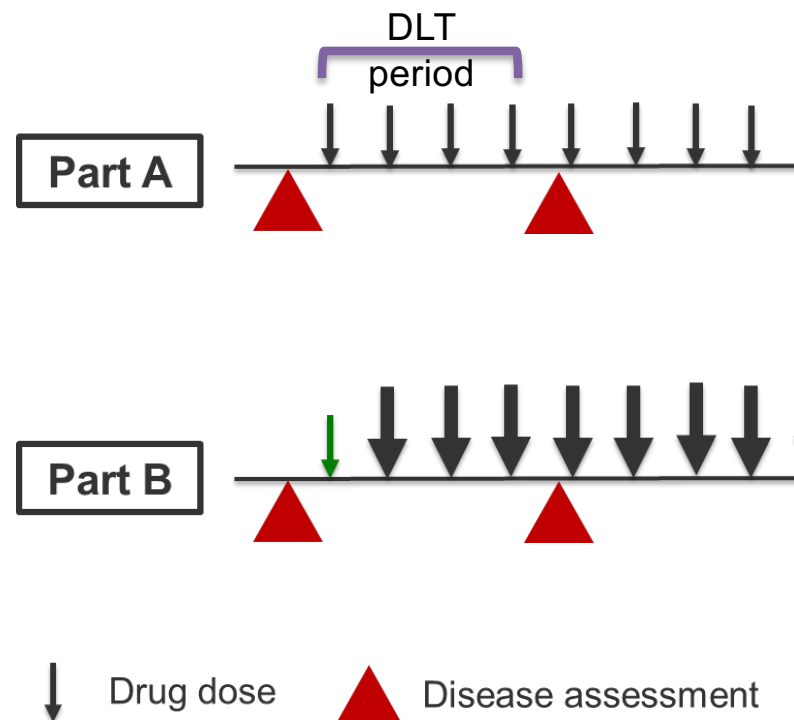 DLT
period
Part A
Part B
Drug dose
Disease assessment